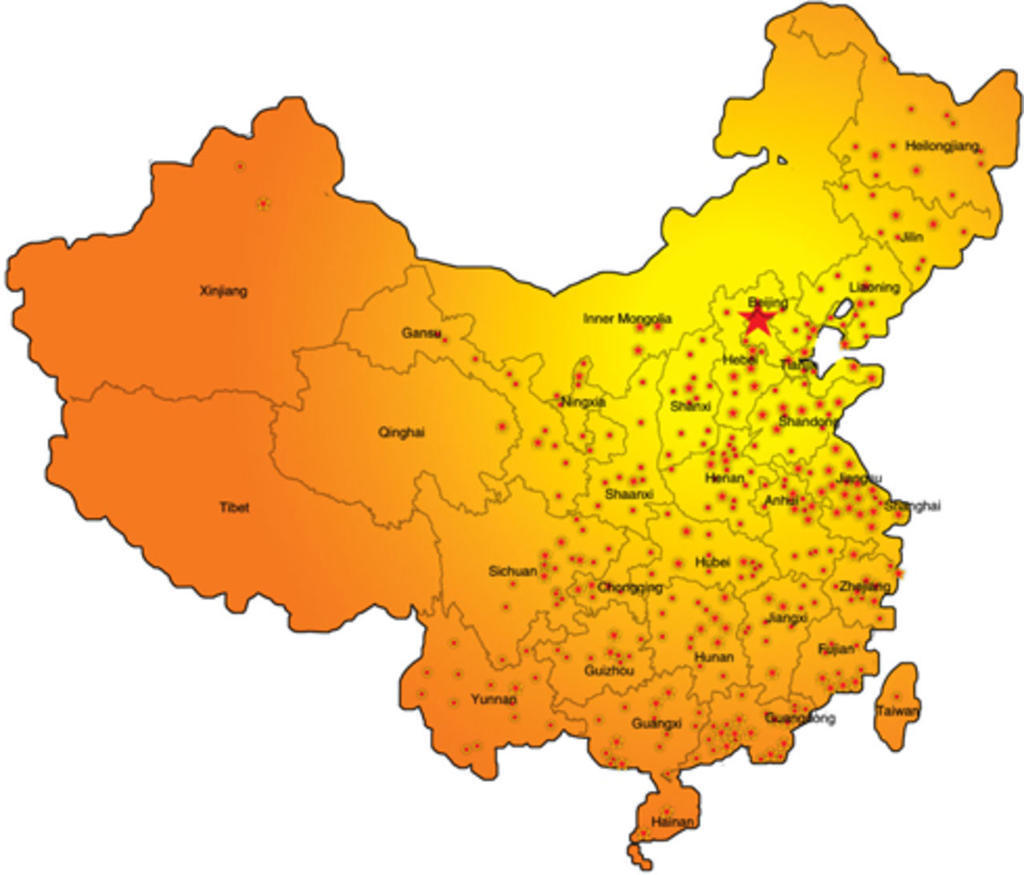 Heilongjiang
Jilin
Liaoning
Xinjiang
Beijing
Inner Mongolia
Gansu
Hebei
Tianjin
Ningxia
Shanxi
Shandong
Qinghai
Henan
Jiangsu
Shaanxi
Anhui
Shanghai
Tibet
Hubei
Sichuan
Chongqing
Zhejiang
Jiangxi
Fujian
Hunan
Guizhou
Yunnan
Taiwan
Guangxi
Guangdong
Hainan